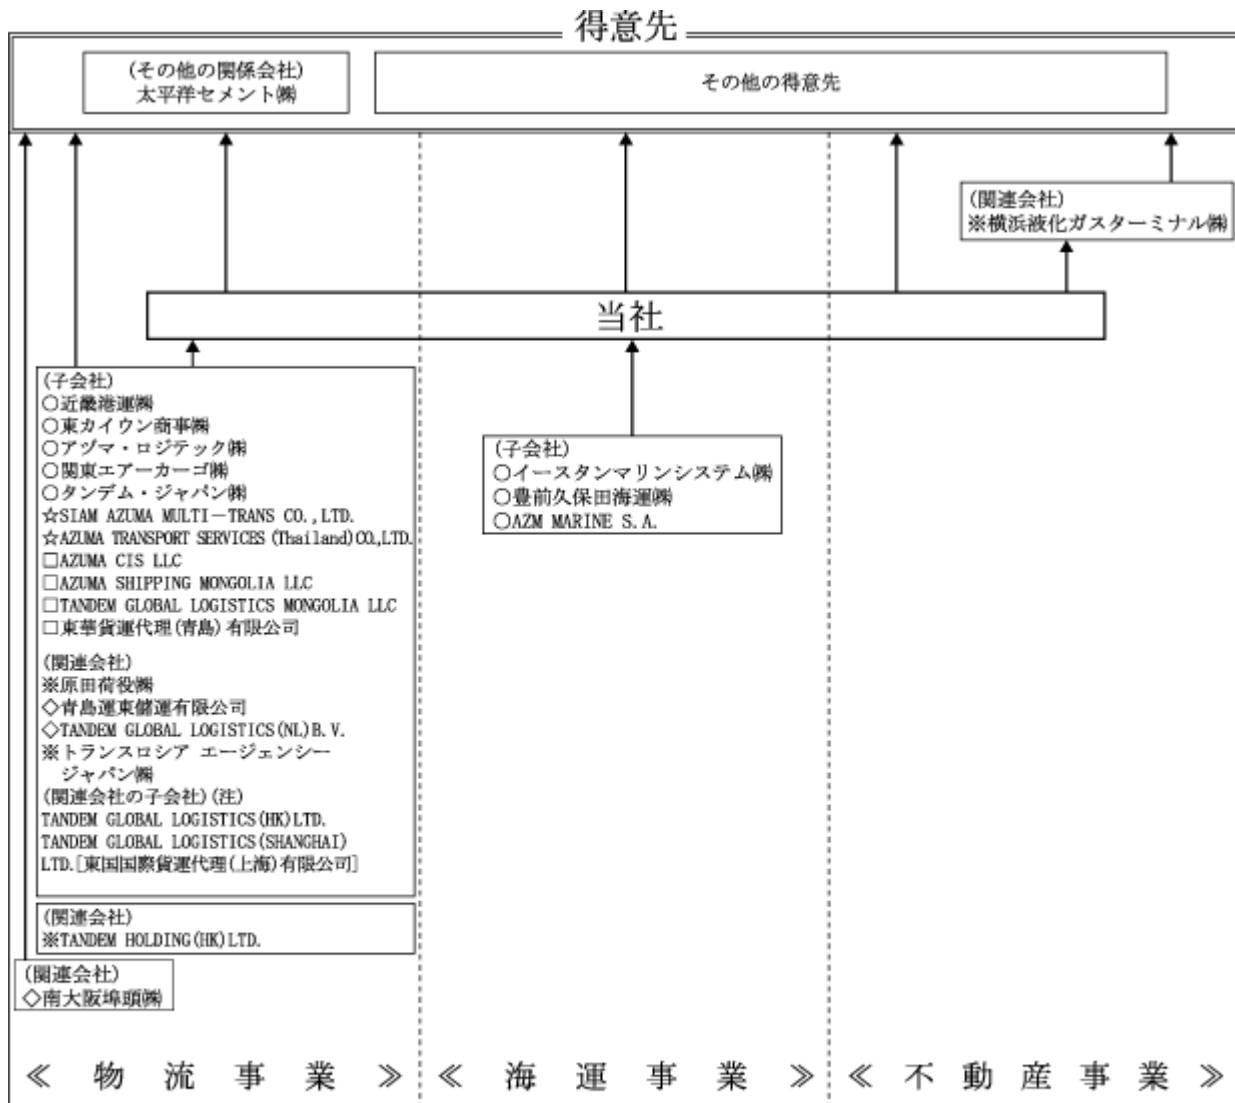 得意先
(その他の関係会社)
太平洋セメント㈱
その他の得意先
(関連会社)
※横浜液化ガスターミナル㈱
当社
(子会社)
○近畿港運㈱
○東カイウン商事㈱
○アヅマ・ロジテック㈱
○関東エアーカーゴ㈱
○タンデム・ジャパン㈱
☆SIAM AZUMA MULTI－TRANS CO.,LTD.
☆AZUMA TRANSPORT SERVICES(Thailand)CO.,LTD.
□AZUMA CIS LLC
□AZUMA SHIPPING MONGOLIA LLC
□TANDEM GLOBAL LOGISTICS MONGOLIA LLC
□東華貨運代理(青島)有限公司
(関連会社)
※原田荷役㈱
◇青島運東儲運有限公司
◇TANDEM GLOBAL LOGISTICS(NL)B.V.
※トランスロシア エージェンシー
ジャパン㈱
(関連会社の子会社)(注)
TANDEM GLOBAL LOGISTICS(HK)LTD.
TANDEM GLOBAL LOGISTICS(SHANGHAI)
LTD.[東国国際貨運代理(上海)有限公司]
(関連会社)
※TANDEM HOLDING(HK)LTD.
(関連会社)
◇南大阪埠頭㈱
(子会社)
○イースタンマリンシステム㈱
○豊前久保田海運㈱
○AZM MARINE S.A.
≪ 物 流 事 業 ≫
≪ 海 運 事 業 ≫
≪ 不 動 産 事 業 ≫